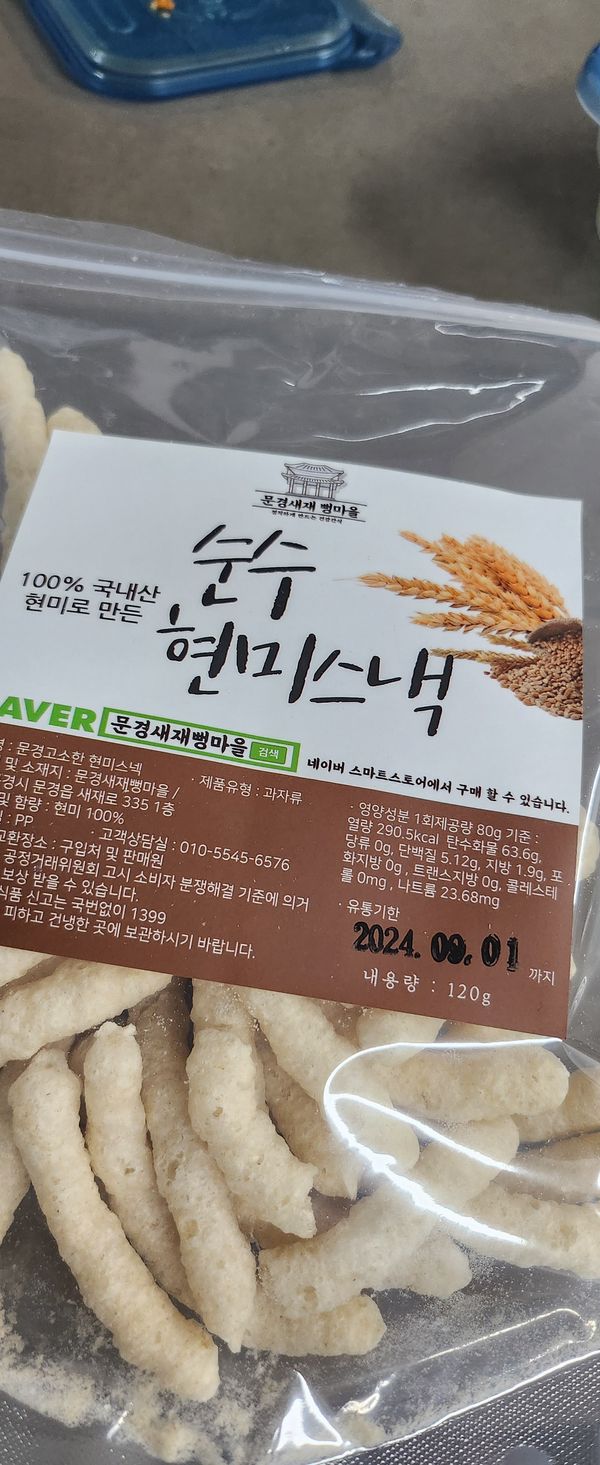 문경새재 뻥마을
정직하게 만드는 건강간식
100% 국내산
현미로 만든
순수
현미스낵
AVER 문경새재뻥마을 검색
네이버 스마트스토어에서 구매 할 수 있습니다.
명 : 문경고소한 현미스넥
및 소재지 : 문경새재뻥마을 /
경시 문경읍 새재로 335 1층
· 제품유형 : 과자류
및 함량 : 현미 100%
: PP
· 고객상담실 : 010-5545-6576
교환장소 : 구입처 및 판매원
공정거래위원회 고시 소비자 분쟁해결 기준에 의거
보상 받을 수 있습니다.
식품 신고는 국번없이 1399
피하고 건냉한 곳에 보관하시기 바랍니다.
· 영양성분 1회제공량 80g 기준 :
열량 290.5kcal 탄수화물 63.6g,
당류 0g, 단백질 5.12g, 지방 1.9g, 포
화지방 0g , 트랜스지방 0g, 콜레스테
롤 0mg , 나트륨 23.68mg
· 유통기한
2024. 09. 01 까지
내용량 : 120g